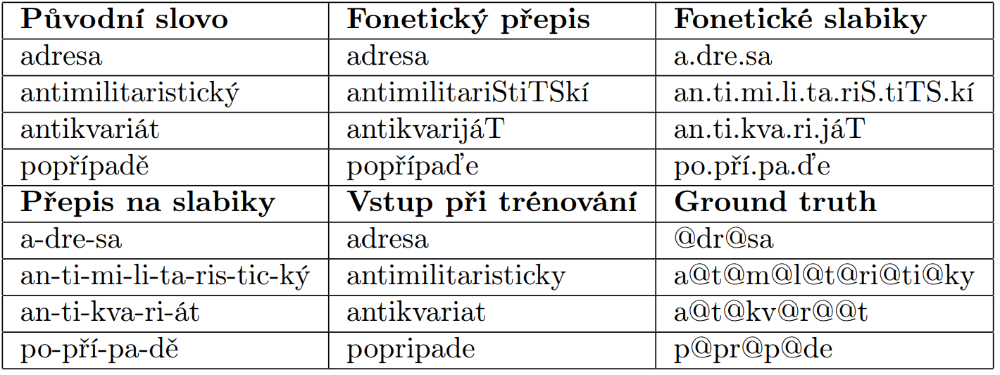 Původní slovo Fonetický přepis Fonetické slabiky
adresa adresa a.dre.sa
antimilitaristický antimilitariStiTSkí an.ti.mi.li.ta.riS.tiTS.kí
antikvariát antikvarijáT an.ti.kva.ri.jáT
popřípadě popřípaďe po.pří.pa.ďe
Přepis na slabiky Vstup při trénování Ground truth
a-dre-sa adresa @dr@sa
an-ti-mi-li-ta-ris-tic-ký antimilitaristicky a@t@m@l@t@ri@ti@ky
an-ti-kva-ri-át antikvariat a@t@kv@r@@t
po-pří-pa-dě popripade p@pr@p@de